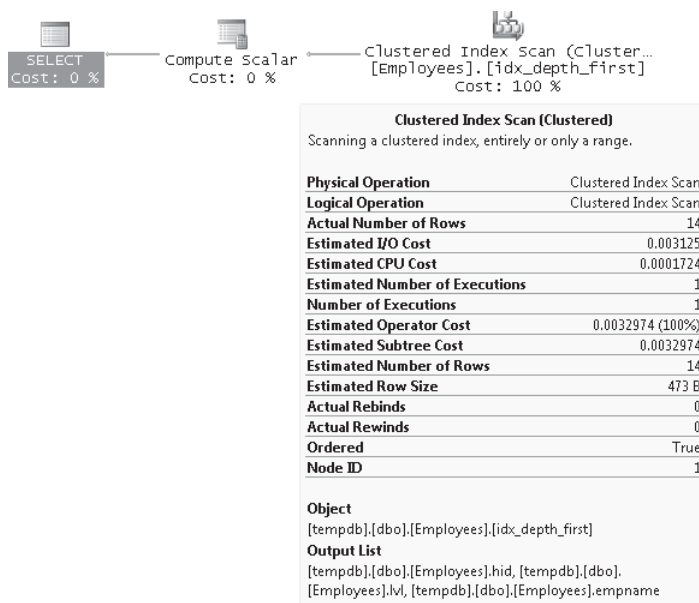 SELECT
Cost: 0 %
Compute Scalar
Cost: 0 %
Clustered Index Scan (Cluster…
[Employees].[idx_depth_first]
Cost: 100 %
Clustered Index Scan (Clustered)
Scanning a clustered index, entirely or only a range.
Physical Operation Clustered Index Scan
Logical Operation Clustered Index Scan
Actual Number of Rows 14
Estimated I/O Cost 0.003125
Estimated CPU Cost 0.0001724
Estimated Number of Executions 1
Number of Executions 1
Estimated Operator Cost 0.0032974 (100%)
Estimated Subtree Cost 0.0032974
Estimated Number of Rows 14
Estimated Row Size 473 B
Actual Rebinds 0
Actual Rewinds 0
Ordered True
Node ID 1
Object
[tempdb].[dbo].[Employees].[idx_depth_first]
Output List
[tempdb].[dbo].[Employees].hid, [tempdb].[dbo].
[Employees].lvl, [tempdb].[dbo].[Employees].empname